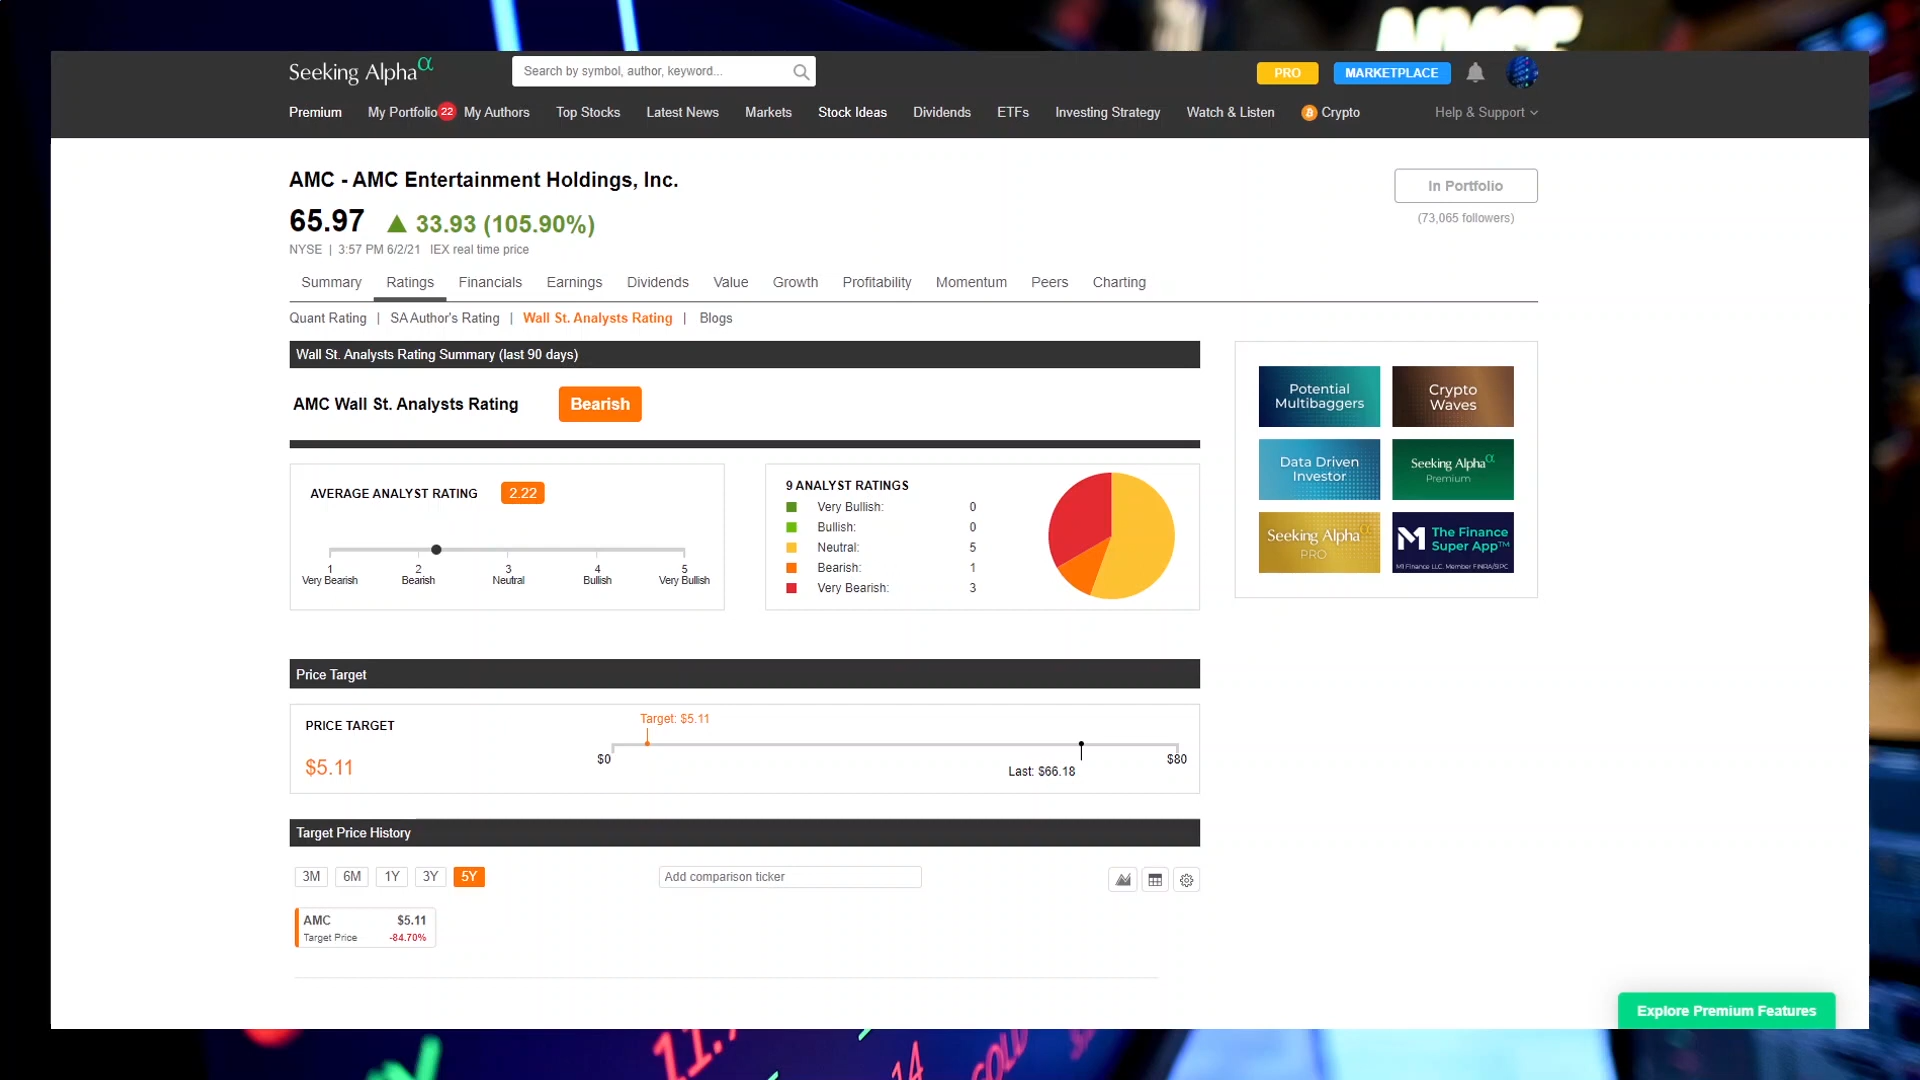 Seeking Alpha α
Search by symbol, author, keyword...
PRO
MARKETPLACE
Premium
My Portfolio 22
My Authors
Top Stocks
Latest News
Markets
Stock Ideas
Dividends
ETFs
Investing Strategy
Watch & Listen
Crypto
Help & Support
AMC - AMC Entertainment Holdings, Inc.
In Portfolio
(73,065 followers)
65.97 ▲ 33.93 (105.90%)
NYSE | 3:57 PM 6/2/21 IEX real time price
Summary
Ratings
Financials
Earnings
Dividends
Value
Growth
Profitability
Momentum
Peers
Charting
Quant Rating | SA Author's Rating | Wall St. Analysts Rating | Blogs
Wall St. Analysts Rating Summary (last 90 days)
AMC Wall St. Analysts Rating
Bearish
AVERAGE ANALYST RATING 2.22
1 2 3 4 5
Very Bearish Bearish Neutral Bullish Very Bullish
9 ANALYST RATINGS
Very Bullish: 0
Bullish: 0
Neutral: 5
Bearish: 1
Very Bearish: 3
Potential
Multibaggers
Crypto
Waves
Data Driven
Investor
Seeking Alpha α
Premium
Seeking Alpha α
PRO
M1 The Finance
Super App™
M1 Finance LLC. Member FINRA/SIPC
Price Target
PRICE TARGET
$5.11
Target: $5.11
$0
Last: $66.18
$80
Target Price History
3M 6M 1Y 3Y 5Y
Add comparison ticker
AMC $5.11
Target Price -84.70%
Explore Premium Features
14